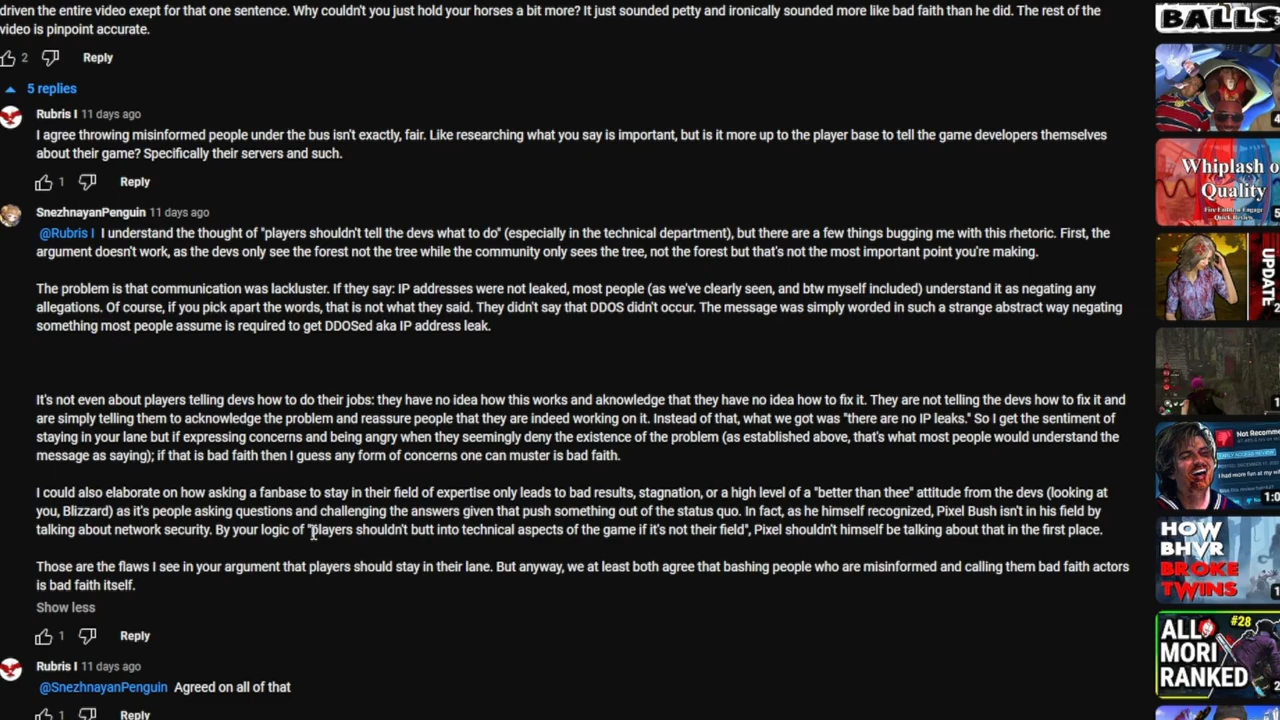 driven the entire video exept for that one sentence. Why couldn't you just hold your horses a bit more? It just sounded petty and ironically sounded more like bad faith than he did. The rest of the
video is pinpoint accurate.
2
Reply
5 replies
Rubris I 11 days ago
I agree throwing misinformed people under the bus isn't exactly, fair. Like researching what you say is important, but is it more up to the player base to tell the game developers themselves
about their game? Specifically their servers and such.
1
Reply
SnezhnayanPenguin 11 days ago
@Rubris I I understand the thought of "players shouldn't tell the devs what to do" (especially in the technical department), but there are a few things bugging me with this rhetoric. First, the
argument doesn't work, as the devs only see the forest not the tree while the community only sees the tree, not the forest but that's not the most important point you're making.
The problem is that communication was lackluster. If they say: IP addresses were not leaked, most people (as we've clearly seen, and btw myself included) understand it as negating any
allegations. Of course, if you pick apart the words, that is not what they said. They didn't say that DDOS didn't occur. The message was simply worded in such a strange abstract way negating
something most people assume is required to get DDOSed aka IP address leak.
It's not even about players telling devs how to do their jobs: they have no idea how this works and aknowledge that they have no idea how to fix it. They are not telling the devs how to fix it and
are simply telling them to acknowledge the problem and reassure people that they are indeed working on it. Instead of that, what we got was "there are no IP leaks." So I get the sentiment of
staying in your lane but if expressing concerns and being angry when they seemingly deny the existence of the problem (as established above, that's what most people would understand the
message as saying); if that is bad faith then I guess any form of concerns one can muster is bad faith.
I could also elaborate on how asking a fanbase to stay in their field of expertise only leads to bad results, stagnation, or a high level of a "better than thee" attitude from the devs (looking at
you, Blizzard) as it's people asking questions and challenging the answers given that push something out of the status quo. In fact, as he himself recognized, Pixel Bush isn't in his field by
talking about network security. By your logic of "players shouldn't butt into technical aspects of the game if it's not their field", Pixel shouldn't himself be talking about that in the first place.
Those are the flaws I see in your argument that players should stay in their lane. But anyway, we at least both agree that bashing people who are misinformed and calling them bad faith actors
is bad faith itself.
Show less
1
Reply
Rubris I 11 days ago
@SnezhnayanPenguin Agreed on all of that
1
Reply
BALLS
Whiplash o
Quality
Fire Emblem Engage
Quick Review
UPDATE
Not Recomme
I had more fun at my wi
1:0
HOW
BHVR
BROKE
TWINS
ALL
#28
MORI
RANKED